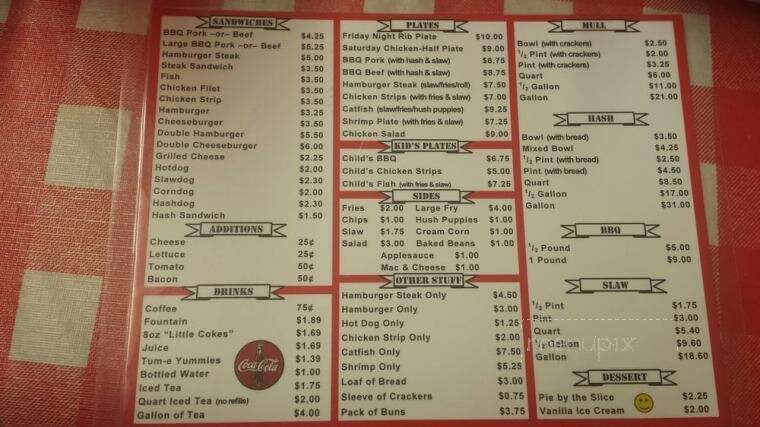 SANDWICHES
BBQ Pork –or– Beef $4.25
Large BBQ Pork –or– Beef $5.25
Hamburger Steak $5.00
Steak Sandwich $3.50
Fish $3.50
Chicken Filet $3.50
Chicken Strip $3.50
Hamburger $3.25
Cheeseburger $3.50
Double Hamburger $5.50
Double Cheeseburger $6.00
Grilled Cheese $2.25
Hotdog $2.00
Slawdog $2.30
Corndog $2.00
Hashdog $2.30
Hash Sandwich $1.50
ADDITIONS
Cheese 25¢
Lettuce 25¢
Tomato 50¢
Bacon 50¢
DRINKS
Coffee 75¢
Fountain $1.89
8oz “Little Cokes” $1.69
Juice $1.69
Tum-e Yummies $1.39
Bottled Water $1.00
Iced Tea $1.75
Quart Iced Tea (no refills) $2.00
Gallon of Tea $4.00
Coca-Cola
PLATES
Friday Night Rib Plate $10.00
Saturday Chicken-Half Plate $9.00
BBQ Pork (with hash & slaw) $8.75
BBQ Beef (with hash & slaw) $8.75
Hamburger Steak (slaw/fries/roll) $7.50
Chicken Strips (with fries & slaw) $7.00
Catfish (slaw/fries/hush puppies) $9.25
Shrimp Plate (with fries & slaw) $7.25
Chicken Salad $9.00
KID'S PLATES
Child's BBQ $6.75
Child's Chicken Strips $5.00
Child's Fish (with fries & slaw) $7.25
SIDES
Fries $2.00 Large Fry $4.00
Chips $1.00 Hush Puppies $1.00
Slaw $1.75 Cream Corn $1.00
Salad $3.00 Baked Beans $1.00
Applesauce $1.00
Mac & Cheese $1.00
OTHER STUFF
Hamburger Steak Only $4.50
Hamburger Only $3.00
Hot Dog Only $1.25
Chicken Strip Only $2.00
Catfish Only $7.50
Shrimp Only $5.25
Loaf of Bread $3.00
Sleeve of Crackers $0.75
Pack of Buns $3.75
MULL
Bowl (with crackers) $2.50
1/2 Pint (with crackers) $2.00
Pint (with crackers) $3.25
Quart $6.00
1/2 Gallon $11.00
Gallon $21.00
HASH
Bowl (with bread) $3.50
Mixed Bowl $4.25
1/2 Pint (with bread) $2.50
Pint (with bread) $4.50
Quart $8.50
1/2 Gallon $17.00
Gallon $31.00
BBQ
1/2 Pound $5.00
1 Pound $9.00
SLAW
1/2 Pint $1.75
Pint $3.00
Quart $5.40
1/2 Gallon $9.60
Gallon $18.60
menupix
DESSERT
Pie by the Slice $2.25
Vanilla Ice Cream $2.00